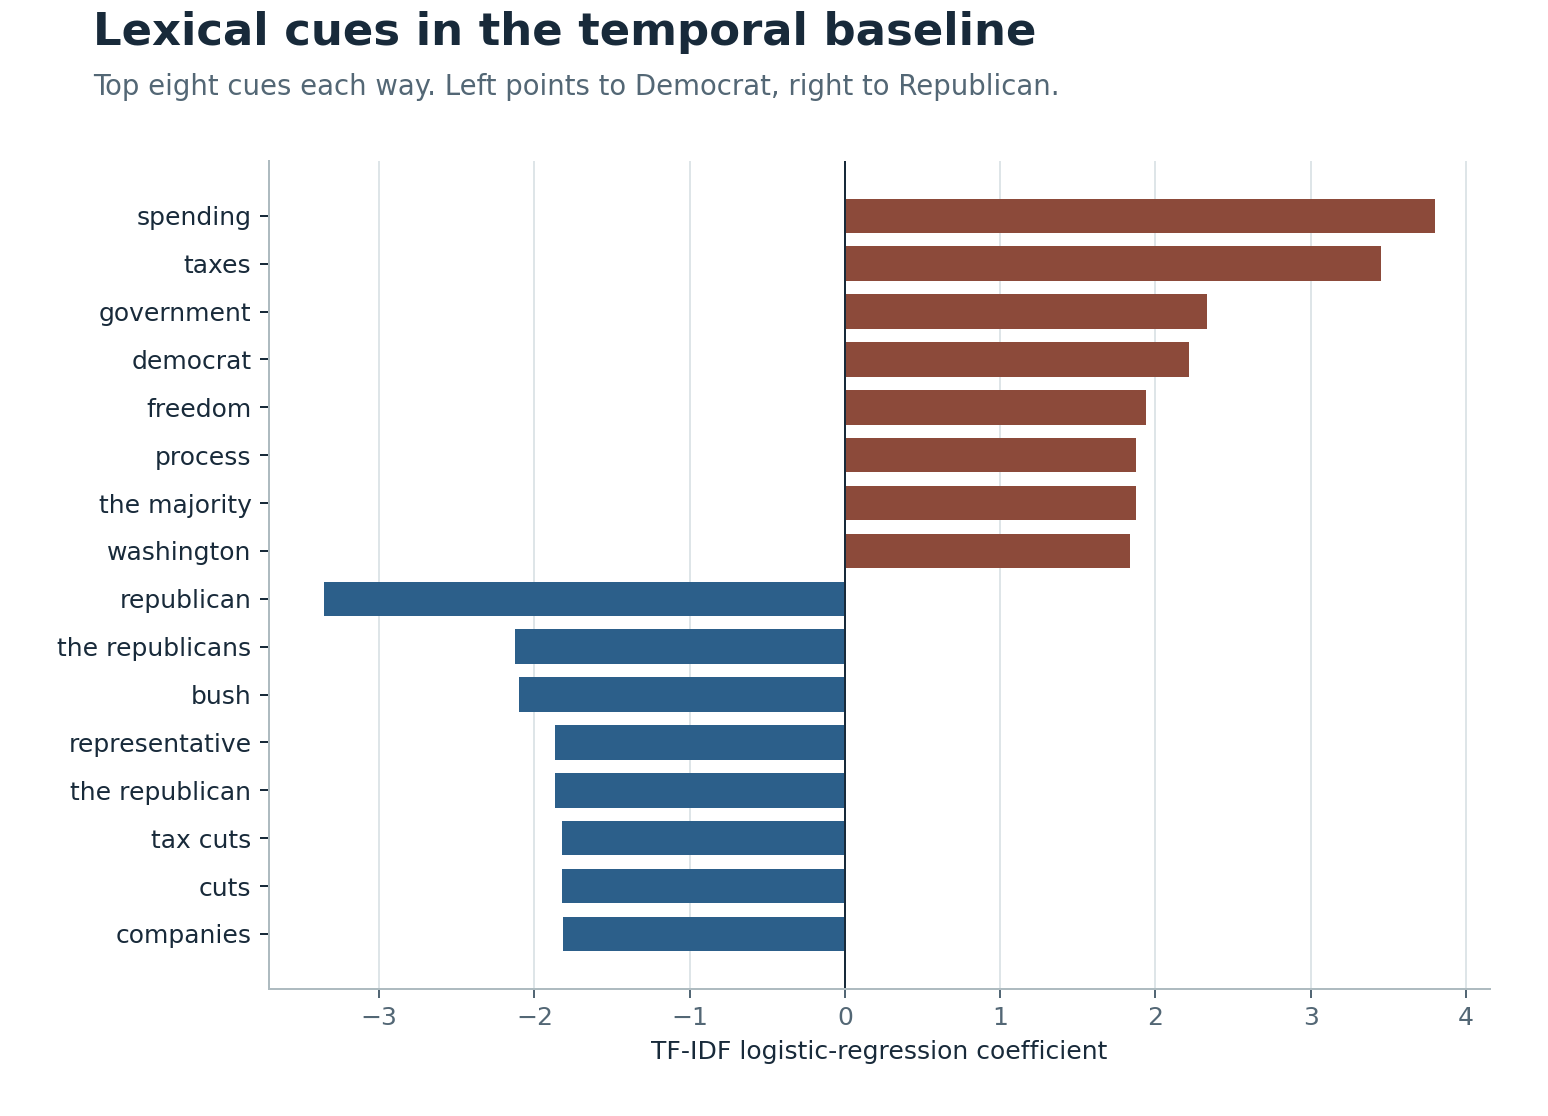 Lexical cues in the temporal baseline
Top eight cues each way. Left points to Democrat, right to Republican.
spending
taxes
government
democrat
freedom
process
the majority
washington
republican
the republicans
bush
representative
the republican
tax cuts
cuts
companies
−3 −2 −1 0 1 2 3 4
TF-IDF logistic-regression coefficient